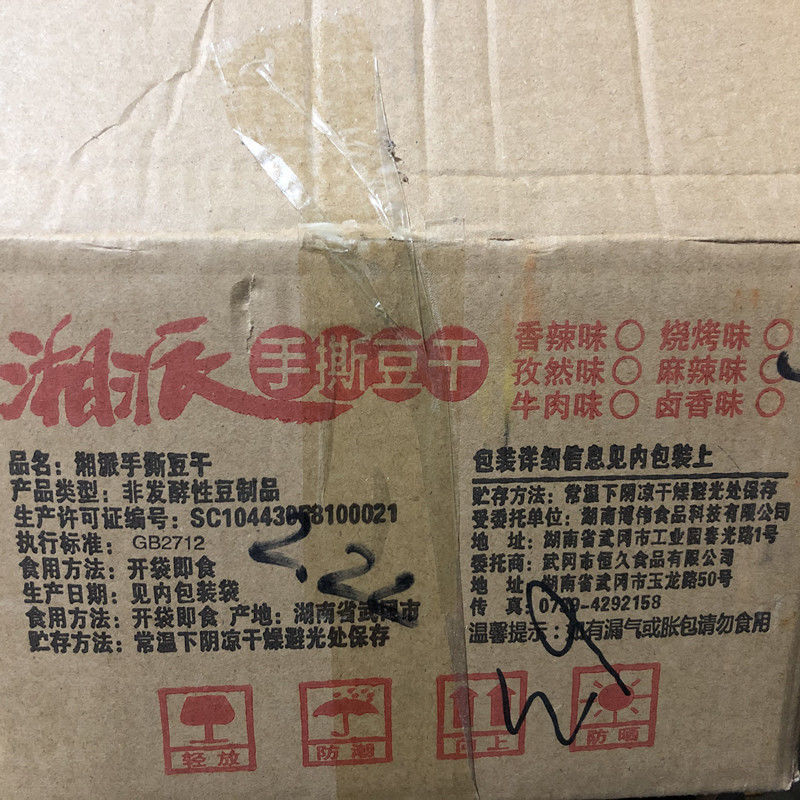 湘派手撕豆干
香辣味 烧烤味
孜然味 麻辣味
牛肉味 卤香味
品名：湘派手撕豆干
产品类型：非发酵性豆制品
生产许可证编号：
执行标准：GB2712
食用方法：开袋即食
生产日期：见内包装袋
食用方法：开袋即食 产地：湖南省武冈市
贮存方法：常温下阴凉干燥避光处保存
包装详细信息见内包装上
贮存方法：常温下阴凉干燥避光处保存
受委托单位：湖南博伟食品科技有限公司
地 址：湖南省武冈市工业园春光路1号
委托商：武冈市恒久食品有限公司
地 址：湖南省武冈市玉龙路50号
传 真：
温馨提示：如有漏气或胀包请勿食用
2.26
轻放
防潮
向上
防晒